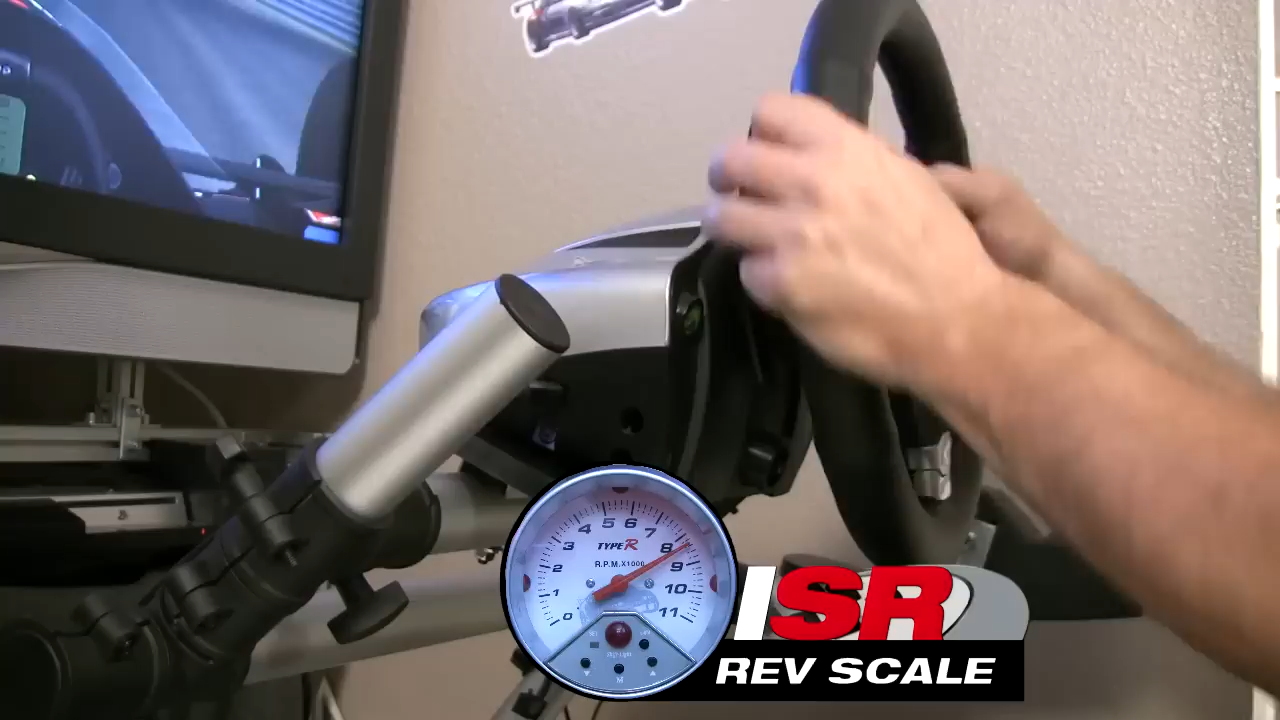 4 5 6 7
3 TYPE R 8
R.P.M.X1000
2 9
1 10
0 11
ISR
REV SCALE